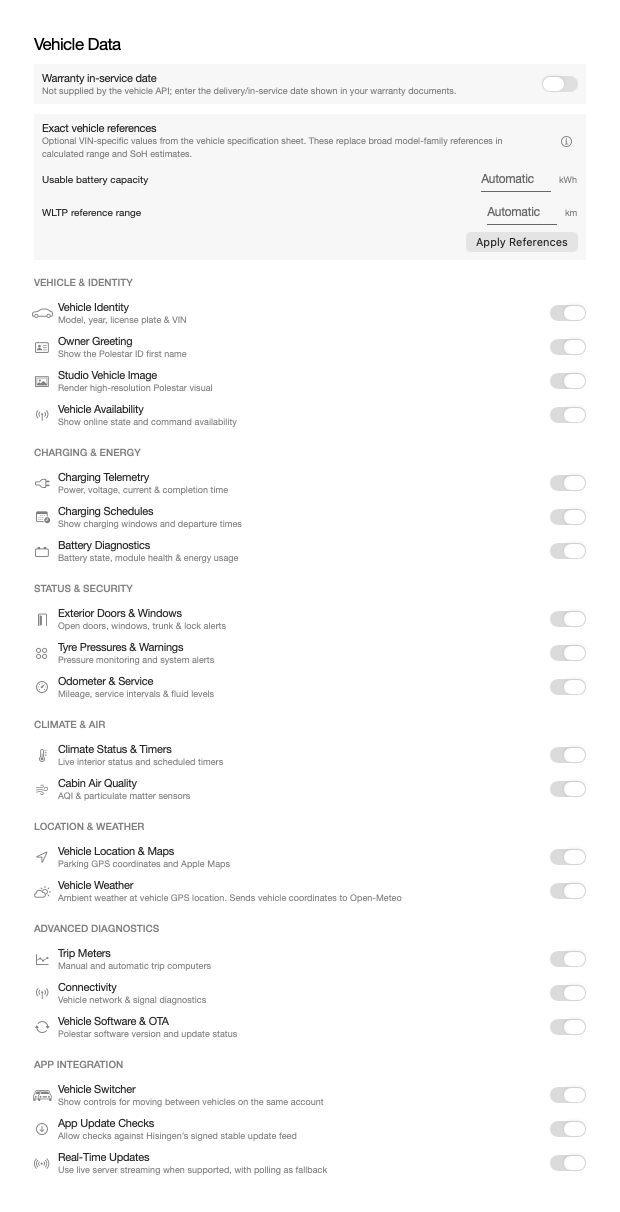 Vehicle Data
Warranty in-service date
Not supplied by the vehicle API; enter the delivery/in-service date shown in your warranty documents.
Exact vehicle references
Optional VIN-specific values from the vehicle specification sheet. These replace broad model-family references in
calculated range and SoH estimates.
Usable battery capacity Automatic kWh
WLTP reference range Automatic km
Apply References
VEHICLE & IDENTITY
Vehicle Identity
Model, year, license plate & VIN
Owner Greeting
Show the Polestar ID first name
Studio Vehicle Image
Render high-resolution Polestar visual
Vehicle Availability
Show online state and command availability
CHARGING & ENERGY
Charging Telemetry
Power, voltage, current & completion time
Charging Schedules
Show charging windows and departure times
Battery Diagnostics
Battery state, module health & energy usage
STATUS & SECURITY
Exterior Doors & Windows
Open doors, windows, trunk & lock alerts
Tyre Pressures & Warnings
Pressure monitoring and system alerts
Odometer & Service
Mileage, service intervals & fluid levels
CLIMATE & AIR
Climate Status & Timers
Live interior status and scheduled timers
Cabin Air Quality
AQI & particulate matter sensors
LOCATION & WEATHER
Vehicle Location & Maps
Parking GPS coordinates and Apple Maps
Vehicle Weather
Ambient weather at vehicle GPS location. Sends vehicle coordinates to Open-Meteo
ADVANCED DIAGNOSTICS
Trip Meters
Manual and automatic trip computers
Connectivity
Vehicle network & signal diagnostics
Vehicle Software & OTA
Polestar software version and update status
APP INTEGRATION
Vehicle Switcher
Show controls for moving between vehicles on the same account
App Update Checks
Allow checks against Hisingen's signed stable update feed
Real-Time Updates
Use live server streaming when supported, with polling as fallback